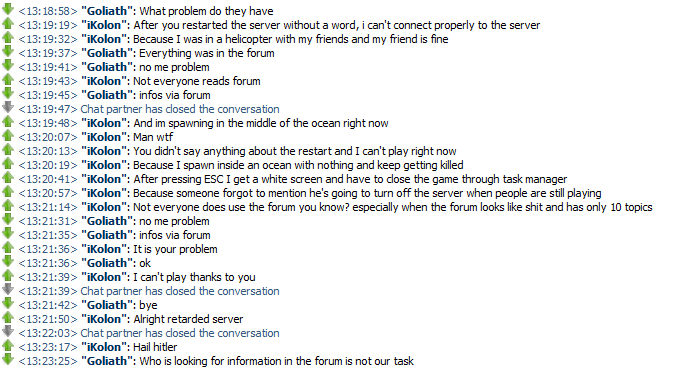 <13:18:58> "Goliath": What problem do they have
<13:19:19> "iKolon": After you restarted the server without a word, i can't connect properly to the server
<13:19:32> "iKolon": Because I was in a helicopter with my friends and my friend is fine
<13:19:37> "Goliath": Everything was in the forum
<13:19:41> "Goliath": no me problem
<13:19:43> "iKolon": Not everyone reads forum
<13:19:45> "Goliath": infos via forum
<13:19:47> Chat partner has closed the conversation
<13:19:48> "iKolon": And im spawning in the middle of the ocean right now
<13:20:07> "iKolon": Man wtf
<13:20:13> "iKolon": You didn't say anything about the restart and I can't play right now
<13:20:19> "iKolon": Because I spawn inside an ocean with nothing and keep getting killed
<13:20:41> "iKolon": After pressing ESC I get a white screen and have to close the game through task manager
<13:20:57> "iKolon": Because someone forgot to mention he's going to turn off the server when people are still playing
<13:21:14> "iKolon": Not everyone does use the forum you know? especially when the forum looks like shit and has only 10 topics
<13:21:31> "Goliath": no me problem
<13:21:35> "Goliath": infos via forum
<13:21:36> "iKolon": It is your problem
<13:21:36> "Goliath": ok
<13:21:39> "iKolon": I can't play thanks to you
<13:21:39> Chat partner has closed the conversation
<13:21:42> "Goliath": bye
<13:21:50> "iKolon": Alright retarded server
<13:22:03> Chat partner has closed the conversation
<13:23:17> "iKolon": Hail hitler
<13:23:25> "Goliath": Who is looking for information in the forum is not our task